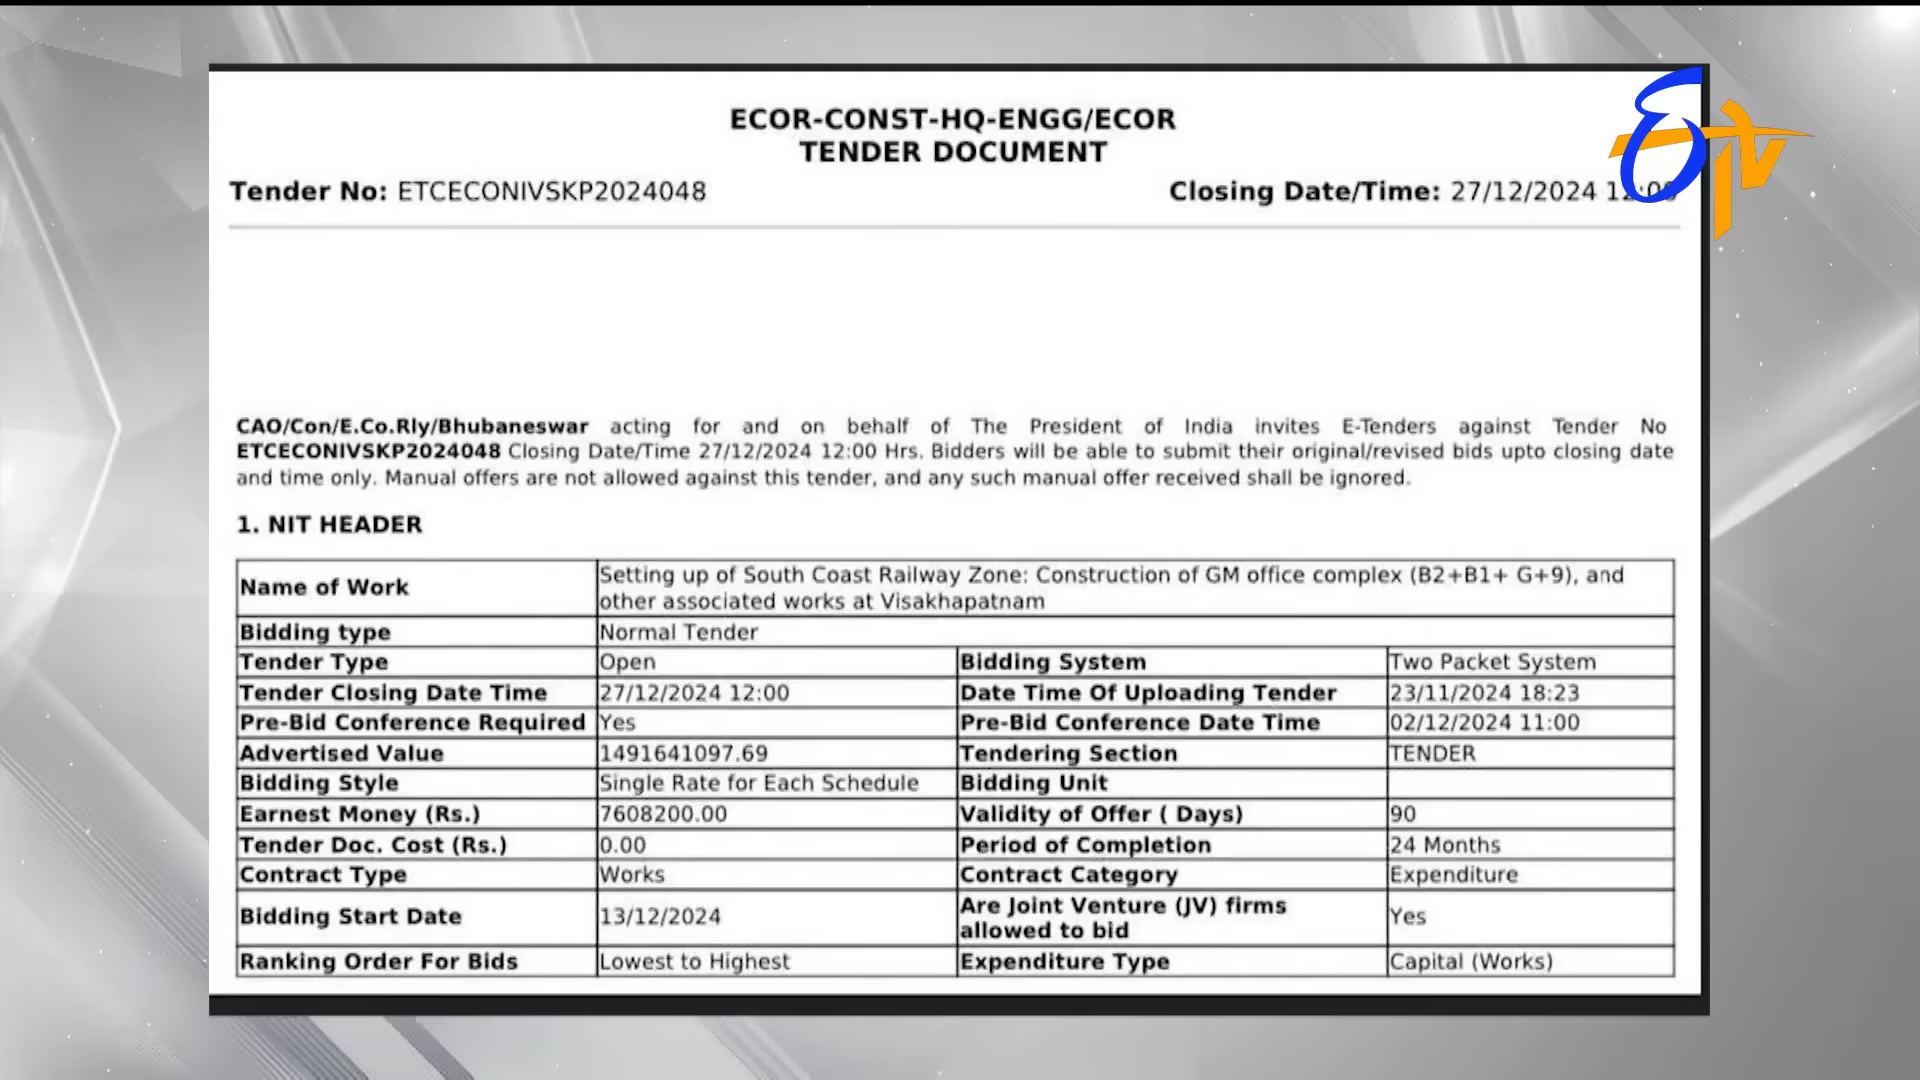 ECOR-CONST-HQ-ENGG/ECOR
TENDER DOCUMENT
Tender No: ETCECONIVSKP2024048 Closing Date/Time: 27/12/2024 12:00
ETV
CAO/Con/E.Co.Rly/Bhubaneswar acting for and on behalf of The President of India invites E-Tenders against Tender No
ETCECONIVSKP2024048 Closing Date/Time 27/12/2024 12:00 Hrs. Bidders will be able to submit their original/revised bids upto closing date
and time only. Manual offers are not allowed against this tender, and any such manual offer received shall be ignored.
1. NIT HEADER
Name of Work Setting up of South Coast Railway Zone: Construction of GM office complex (B2+B1+ G+9), and
other associated works at Visakhapatnam
Bidding type Normal Tender
Tender Type Open Bidding System Two Packet System
Tender Closing Date Time 27/12/2024 12:00 Date Time Of Uploading Tender 23/11/2024 18:23
Pre-Bid Conference Required Yes Pre-Bid Conference Date Time 02/12/2024 11:00
Advertised Value 1491641097.69 Tendering Section TENDER
Bidding Style Single Rate for Each Schedule Bidding Unit
Earnest Money (Rs.) 7608200.00 Validity of Offer ( Days) 90
Tender Doc. Cost (Rs.) 0.00 Period of Completion 24 Months
Contract Type Works Contract Category Expenditure
Bidding Start Date 13/12/2024 Are Joint Venture (JV) firms
allowed to bid Yes
Ranking Order For Bids Lowest to Highest Expenditure Type Capital (Works)